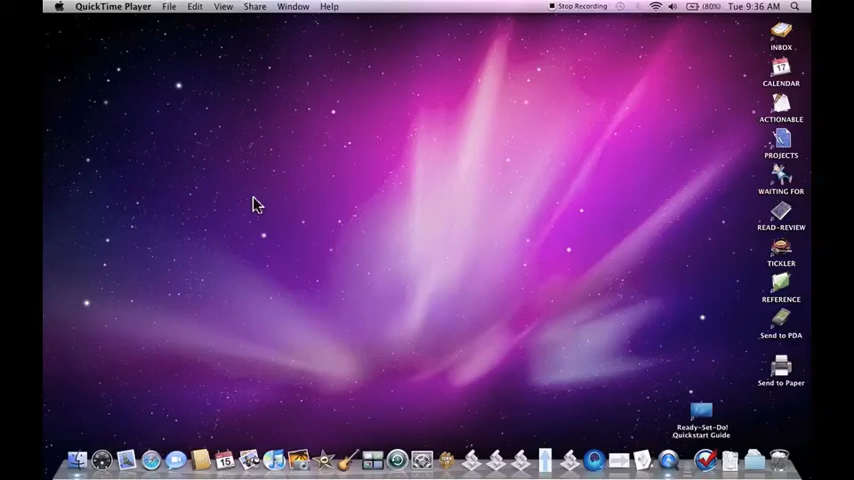 QuickTime Player File Edit View Share Window Help Stop Recording (80%) Tue 9:36 AM
INBOX
17
CALENDAR
ACTIONABLE
PROJECTS
WAITING FOR
READ-REVIEW
TICKLER
REFERENCE
Send to PDA
Send to Paper
Ready-Set-Do!
Quickstart Guide
15